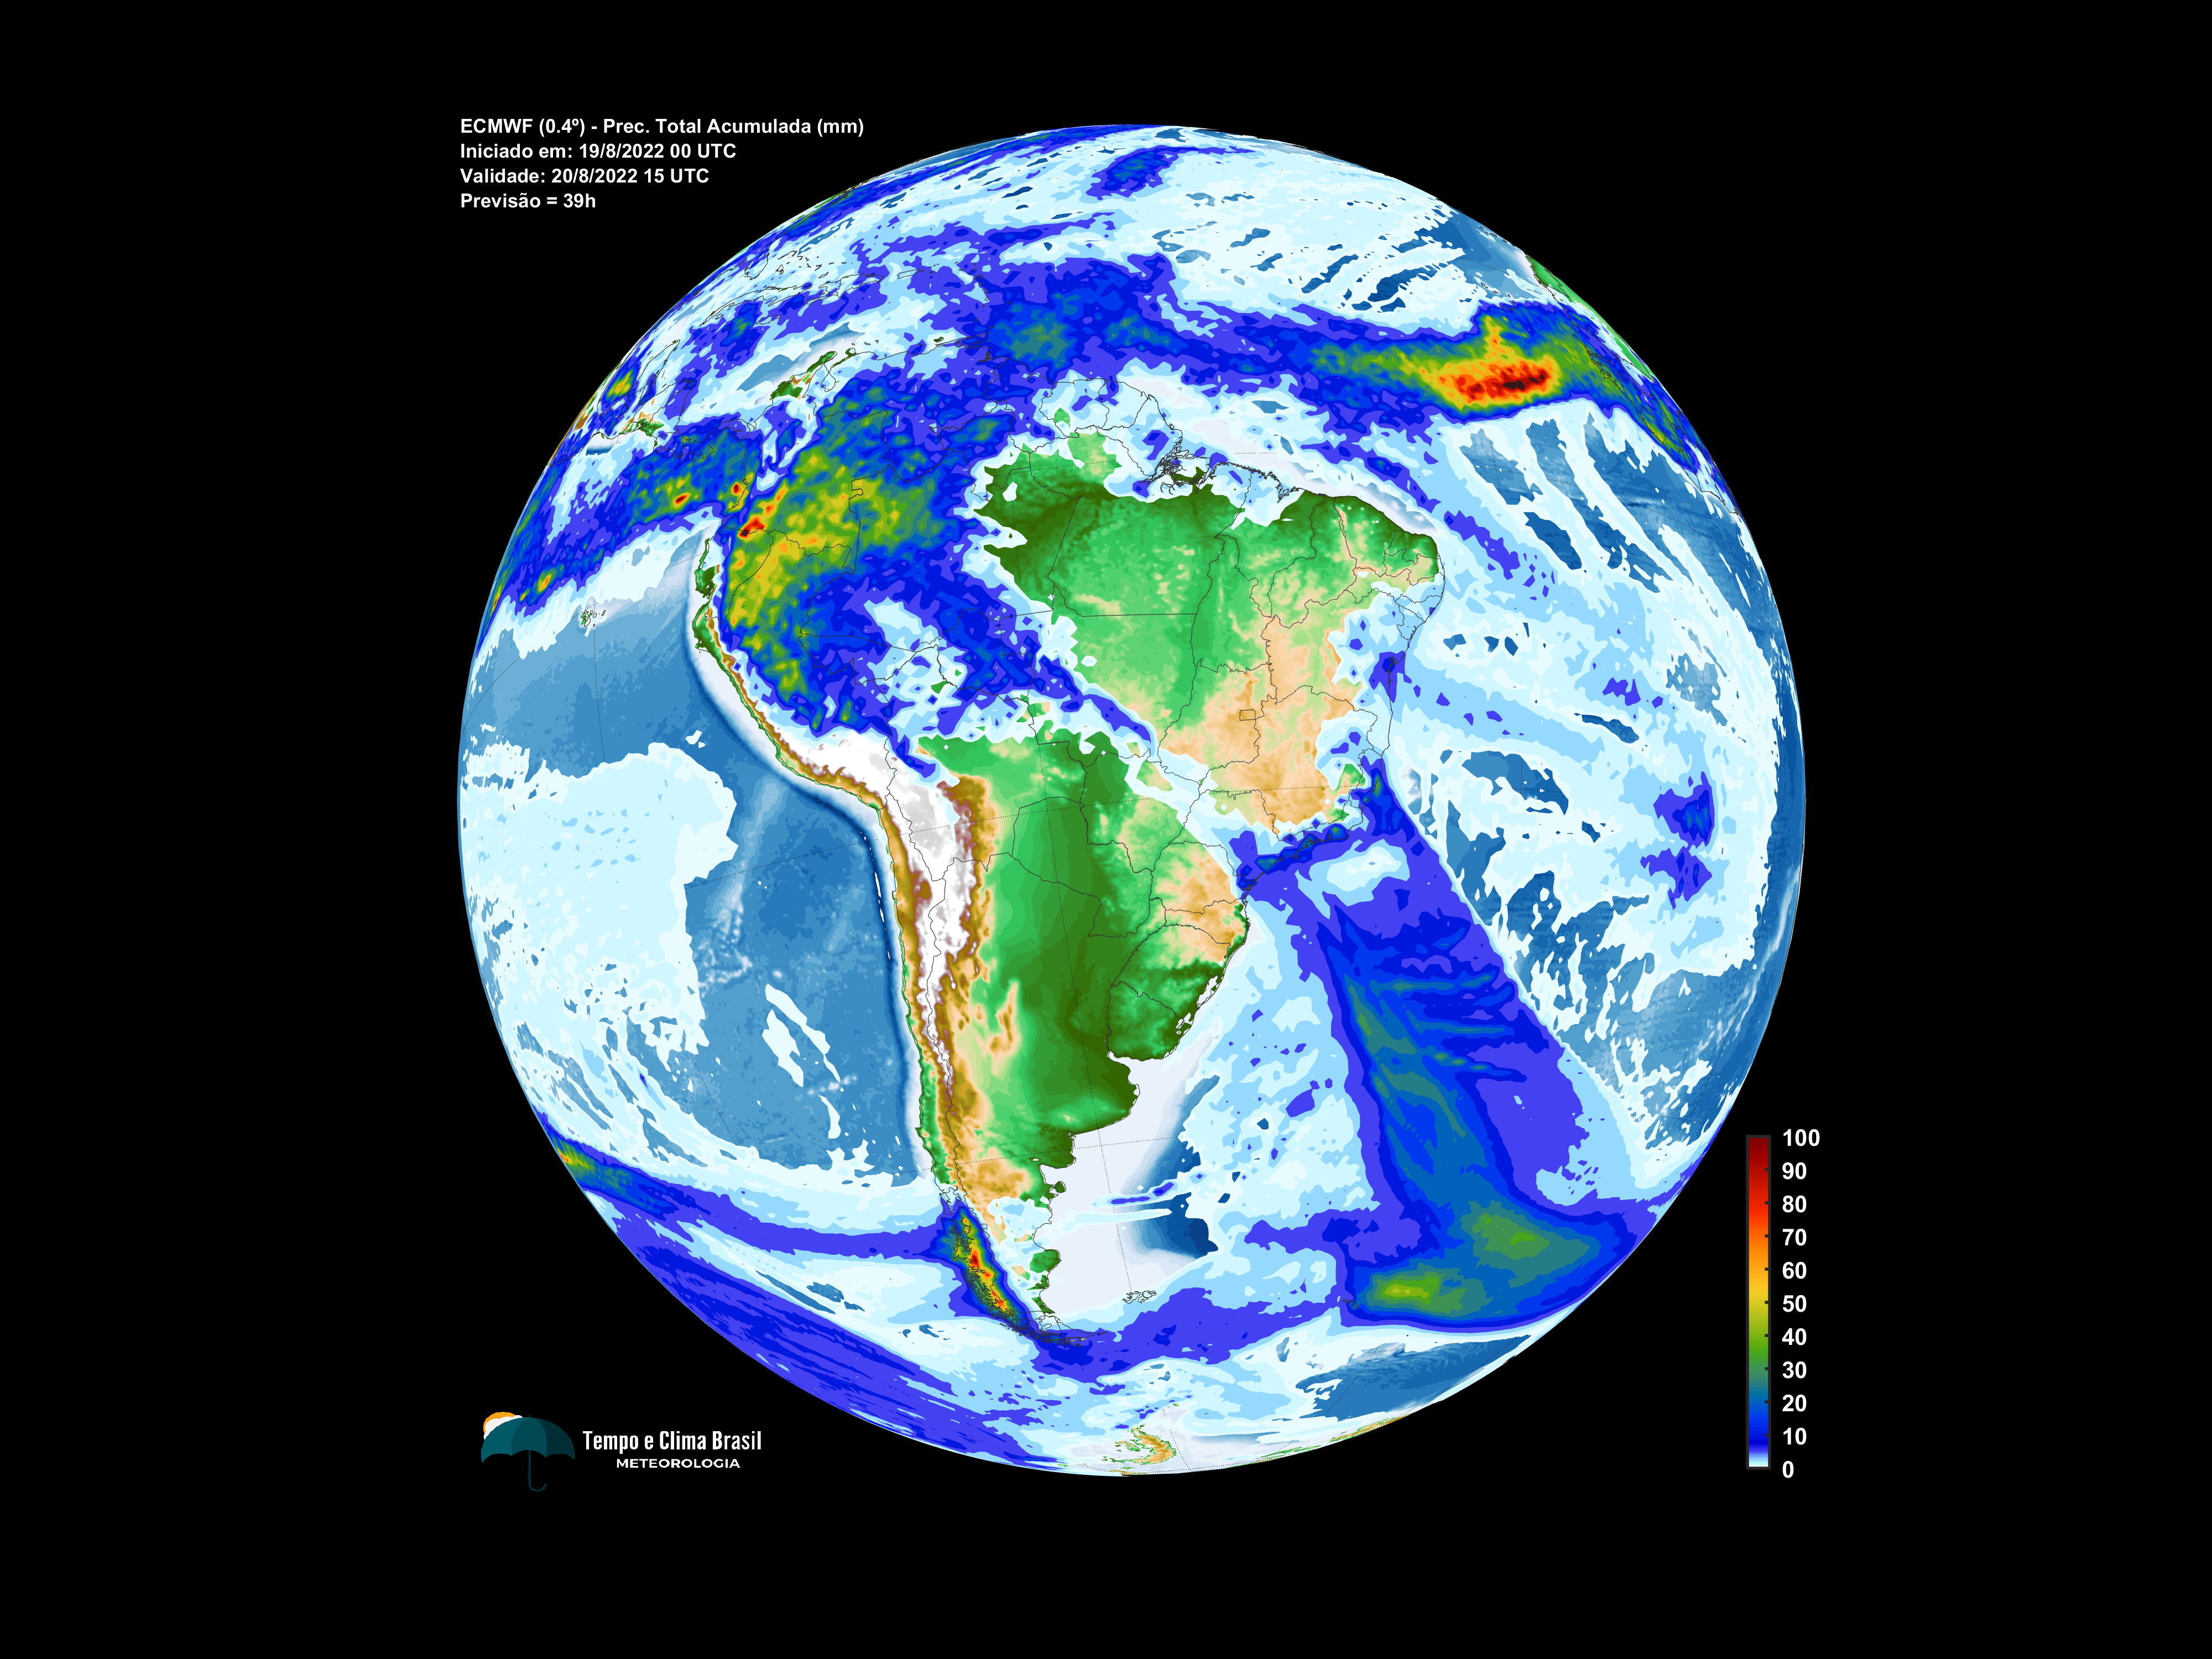 ECMWF (0.4º) - Prec. Total Acumulada (mm)
Iniciado em: 19/8/2022 00 UTC
Validade: 20/8/2022 15 UTC
Previsão = 39h
100
90
80
70
60
50
40
30
20
10
0
Tempo e Clima Brasil
METEOROLOGIA